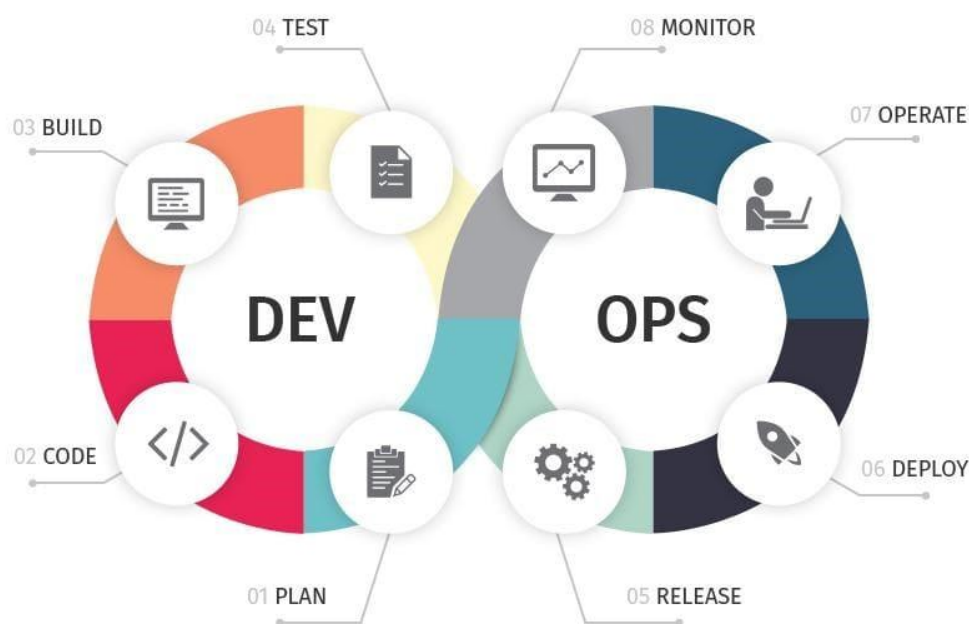 04 TEST
08 MONITOR
03 BUILD
07 OPERATE
DEV
OPS
02 CODE
06 DEPLOY
01 PLAN
05 RELEASE